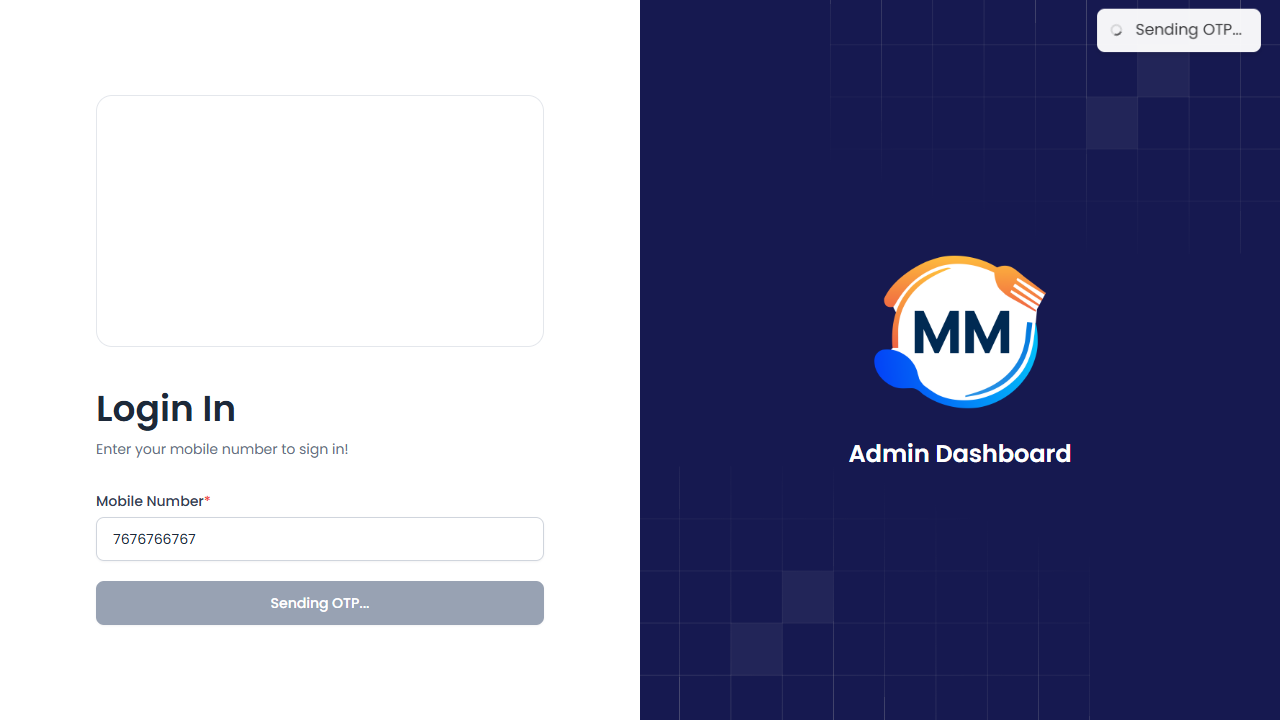 Sending OTP...
MM
Admin Dashboard
Login In
Enter your mobile number to sign in!
Mobile Number*
7676766767
Sending OTP...